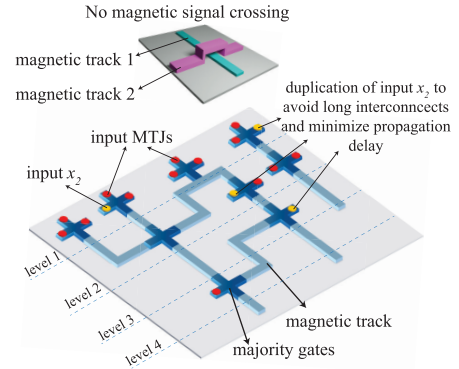 No magnetic signal crossing
magnetic track 1
magnetic track 2
duplication of input x₂ to
avoid long interconncects
and minimize propagation
delay
input MTJs
input x₂
level 1
level 2
level 3
level 4
magnetic track
majority gates